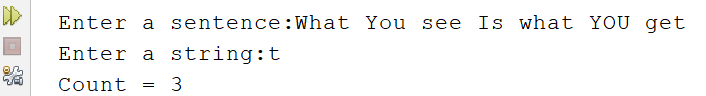 Enter a sentence:What You see Is what YOU get
Enter a string:t
Count = 3